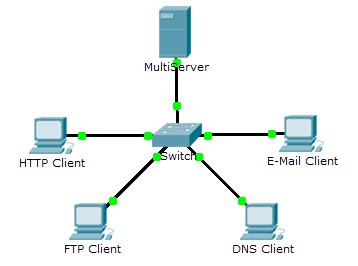 MultiServer
HTTP Client
Switch
E-Mail Client
FTP Client
DNS Client